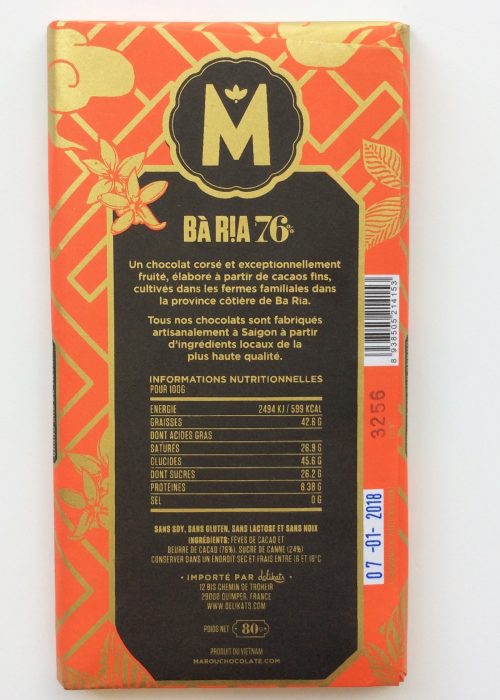 M
BÀ RỊA 76%
Un chocolat corsé et exceptionnellement
fruité, élaboré à partir de cacaos fins,
cultivés dans les fermes familiales dans
la province côtière de Ba Ria.
Tous nos chocolats sont fabriqués
artisanalement à Saigon à partir
d'ingrédients locaux de la
plus haute qualité.
INFORMATIONS NUTRITIONNELLES
POUR 100G
ENERGIE 2494 KJ / 599 KCAL
GRAISSES 42.6 G
DONT ACIDES GRAS
SATURÉS 26.9 G
GLUCIDES 45.6 G
DONT SUCRES 26.2 G
PROTÉINES 8.38 G
SEL 0 G
SANS SOY, SANS GLUTEN, SANS LACTOSE ET SANS NOIX
INGRÉDIENTS: FÈVES DE CACAO ET
BEURRE DE CACAO (76%), SUCRE DE CANNE (24%)
CONSERVER DANS UN ENDROIT SEC ET FRAIS ENTRE 16 ET 18°C
• IMPORTÉ PAR delikats •
12 BIS CHEMIN DE TROHEIR
29000 QUIMPER, FRANCE
WWW.DELIKATS.COM
POIDS NET 80G
PRODUIT DU VIETNAM
MAROUCHOCOLATE.COM
8 938505 214153
3256
07 -01- 2018